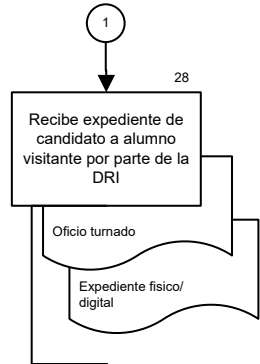 1
28
Recibe expediente de
candidato a alumno
visitante por parte de la
DRI
Oficio turnado
Expediente fisico/
digital